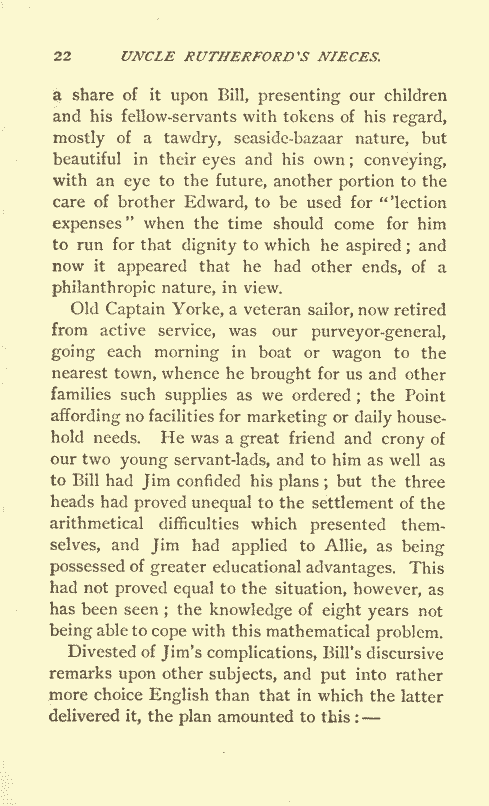 22 UNCLE RUTHERFORD'S NIECES.
a share of it upon Bill, presenting our children
and his fellow-servants with tokens of his regard,
mostly of a tawdry, seaside-bazaar nature, but
beautiful in their eyes and his own; conveying,
with an eye to the future, another portion to the
care of brother Edward, to be used for "'lection
expenses" when the time should come for him
to run for that dignity to which he aspired; and
now it appeared that he had other ends, of a
philanthropic nature, in view.
Old Captain Yorke, a veteran sailor, now retired
from active service, was our purveyor-general,
going each morning in boat or wagon to the
nearest town, whence he brought for us and other
families such supplies as we ordered; the Point
affording no facilities for marketing or daily house-
hold needs. He was a great friend and crony of
our two young servant-lads, and to him as well as
to Bill had Jim confided his plans; but the three
heads had proved unequal to the settlement of the
arithmetical difficulties which presented them-
selves, and Jim had applied to Allie, as being
possessed of greater educational advantages. This
had not proved equal to the situation, however, as
has been seen; the knowledge of eight years not
being able to cope with this mathematical problem.
Divested of Jim's complications, Bill's discursive
remarks upon other subjects, and put into rather
more choice English than that in which the latter
delivered it, the plan amounted to this:—